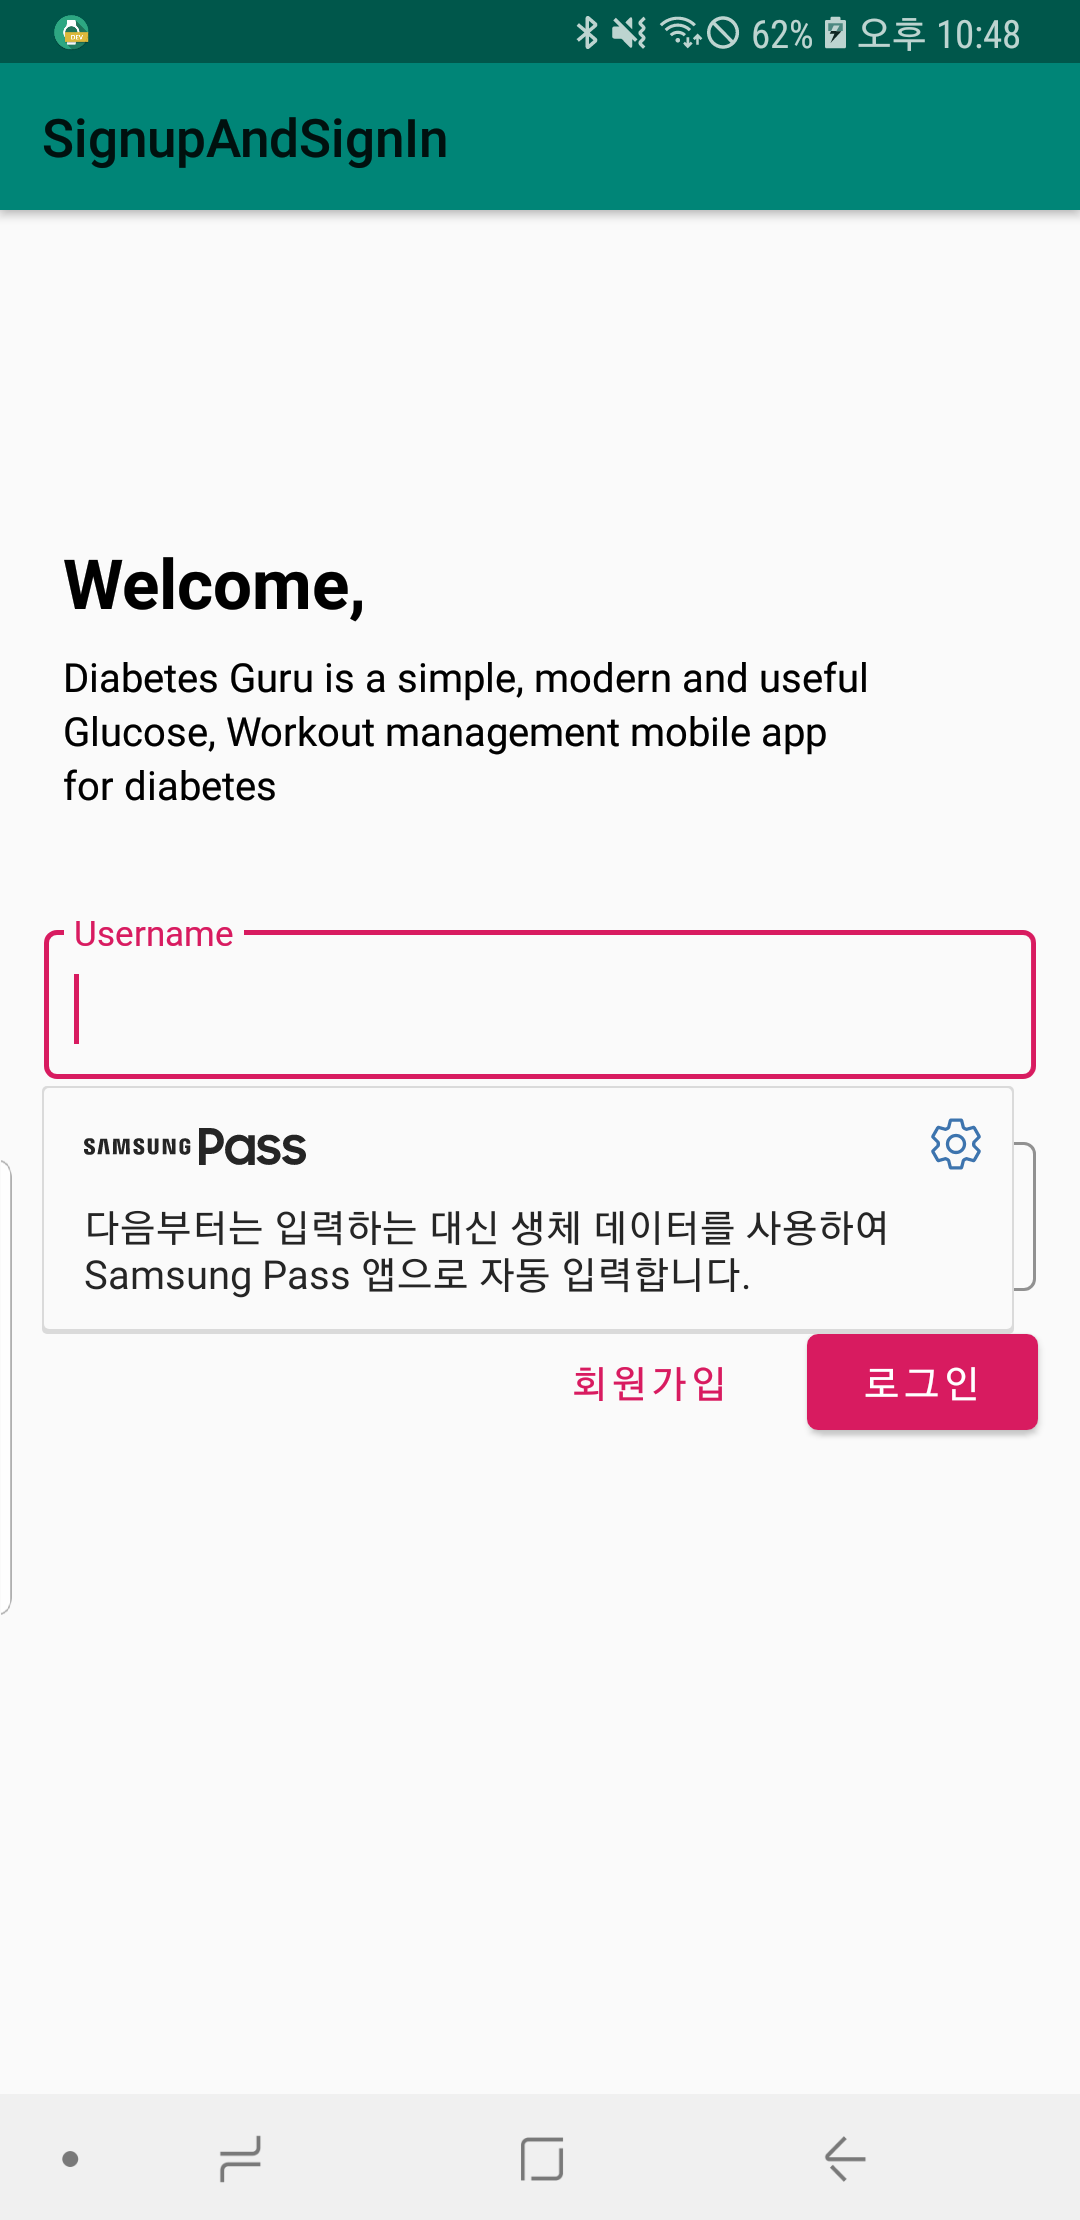 DEV
62% 오후 10:48
SignupAndSignIn
Welcome,
Diabetes Guru is a simple, modern and useful
Glucose, Workout management mobile app
for diabetes
Username
SAMSUNG Pass
다음부터는 입력하는 대신 생체 데이터를 사용하여
Samsung Pass 앱으로 자동 입력합니다.
회원가입 로그인